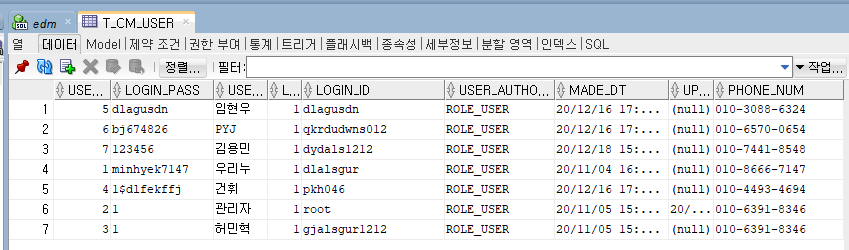 edm T_CM_USER
열 데이터 Model 제약 조건 권한 부여 통계 트리거 플래시백 종속성 세부정보 분할 영역 인덱스 SQL
정렬... 필터: 작업...
USE... LOGIN_PASS USE... L... LOGIN_ID USER_AUTHO... MADE_DT UP... PHONE_NUM
1 5 dlagusdn 임현우 1 dlagusdn ROLE_USER 20/12/16 17:... (null) 010-3088-6324
2 6 bj674826 PYJ 1 qkrdudwns012 ROLE_USER 20/12/16 17:... (null) 010-6570-0654
3 7 123456 김용민 1 dydals1212 ROLE_USER 20/12/18 15:... (null) 010-7441-8548
4 1 minhyek7147 우리누 1 dlalsgur ROLE_USER 20/11/04 16:... (null) 010-8666-7147
5 4 1$dlfekffj 건휘 1 pkh046 ROLE_USER 20/12/16 17:... (null) 010-4493-4694
6 2 1 관리자 1 root ROLE_USER 20/11/05 15:... 20/... 010-6391-8346
7 3 1 허민혁 1 gjalsgur1212 ROLE_USER 20/11/05 15:... (null) 010-6391-8346